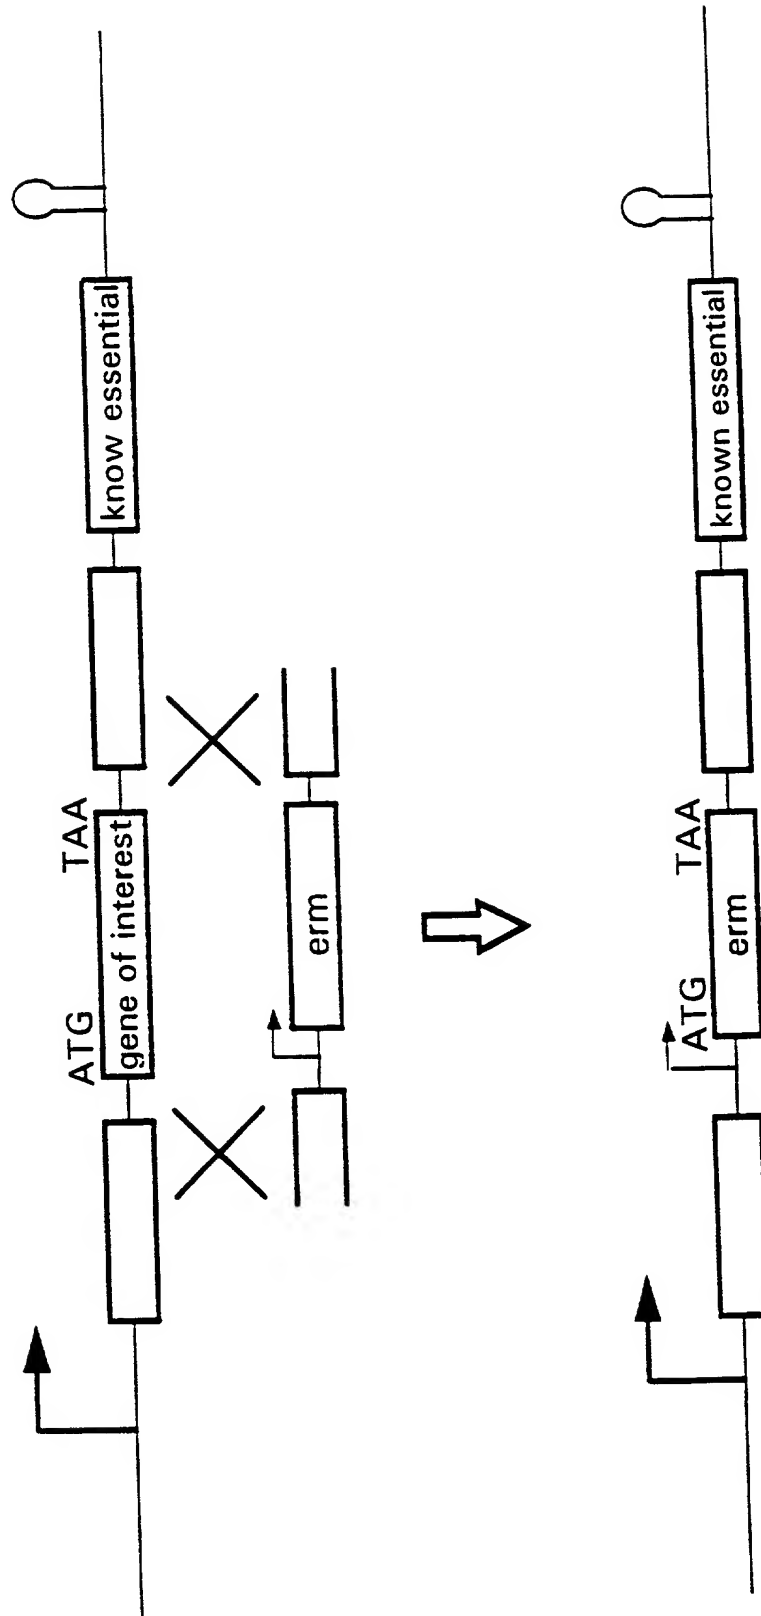 ATG TAA
gene of interest
know essential
erm
ATG TAA
erm
known essential